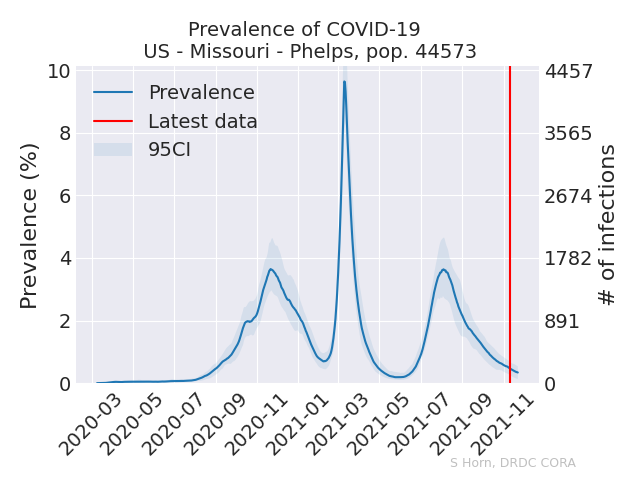 Prevalence of COVID-19
US - Missouri - Phelps, pop. 44573
Prevalence
Latest data
95CI
Prevalence (%)
10
8
6
4
2
0
4457
3565
2674
1782
891
0
# of infections
2020-03
2020-05
2020-07
2020-09
2020-11
2021-01
2021-03
2021-05
2021-07
2021-09
2021-11
S Horn, DRDC CORA